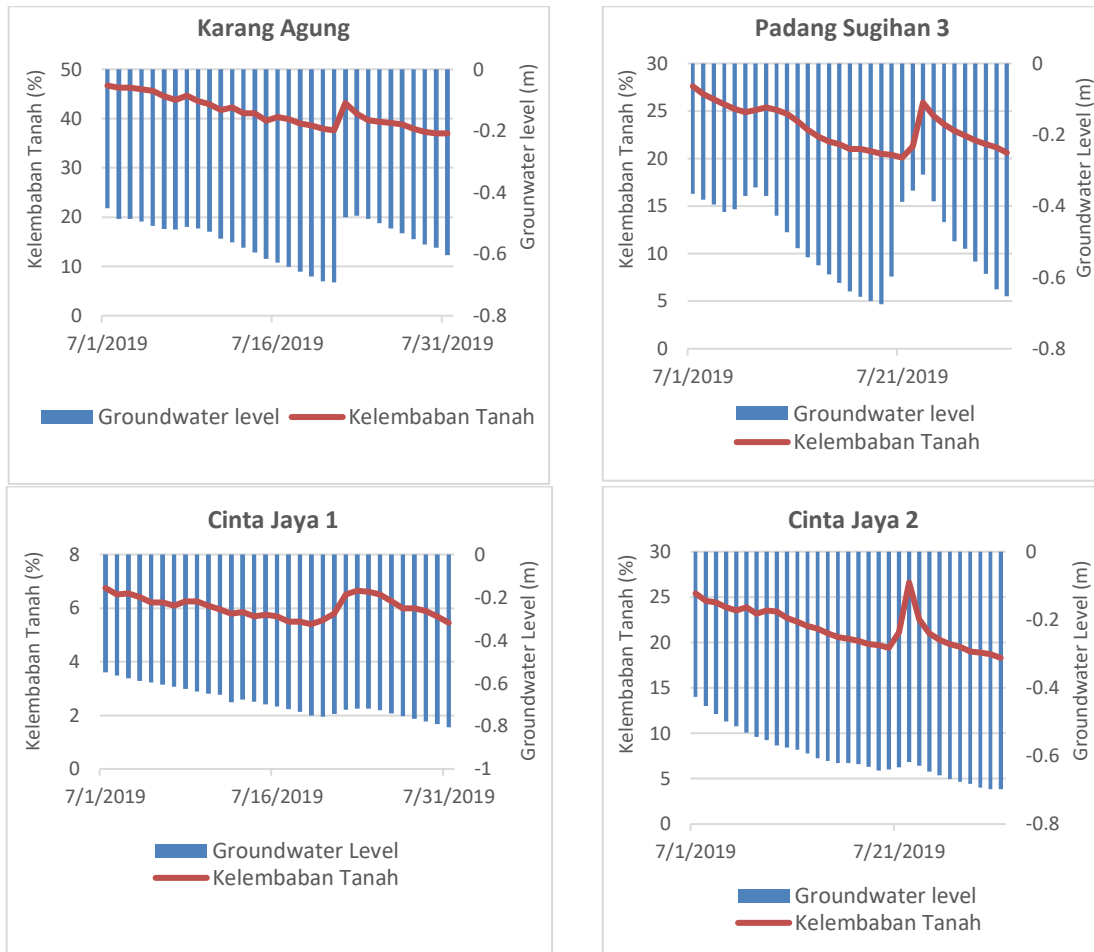 Karang Agung
Kelembaban Tanah (%)
50
40
30
20
10
0
0
-0.2
-0.4
-0.6
-0.8
Grounwater level (m)
7/1/2019 7/16/2019 7/31/2019
Groundwater level Kelembaban Tanah
Padang Sugihan 3
Kelembaban Tanah (%)
30
25
20
15
10
5
0
0
-0.2
-0.4
-0.6
-0.8
Groundwater Level (m)
7/1/2019 7/21/2019
Groundwater level
Kelembaban Tanah
Cinta Jaya 1
Kelembaban Tanah (%)
8
6
4
2
0
0
-0.2
-0.4
-0.6
-0.8
-1
Groundwater Level (m)
7/1/2019 7/16/2019 7/31/2019
Groundwater Level
Kelembaban Tanah
Cinta Jaya 2
Kelembaban Tanah (%)
30
25
20
15
10
5
0
0
-0.2
-0.4
-0.6
-0.8
Groundwater Level (m)
7/1/2019 7/21/2019
Groundwater level
Kelembaban Tanah